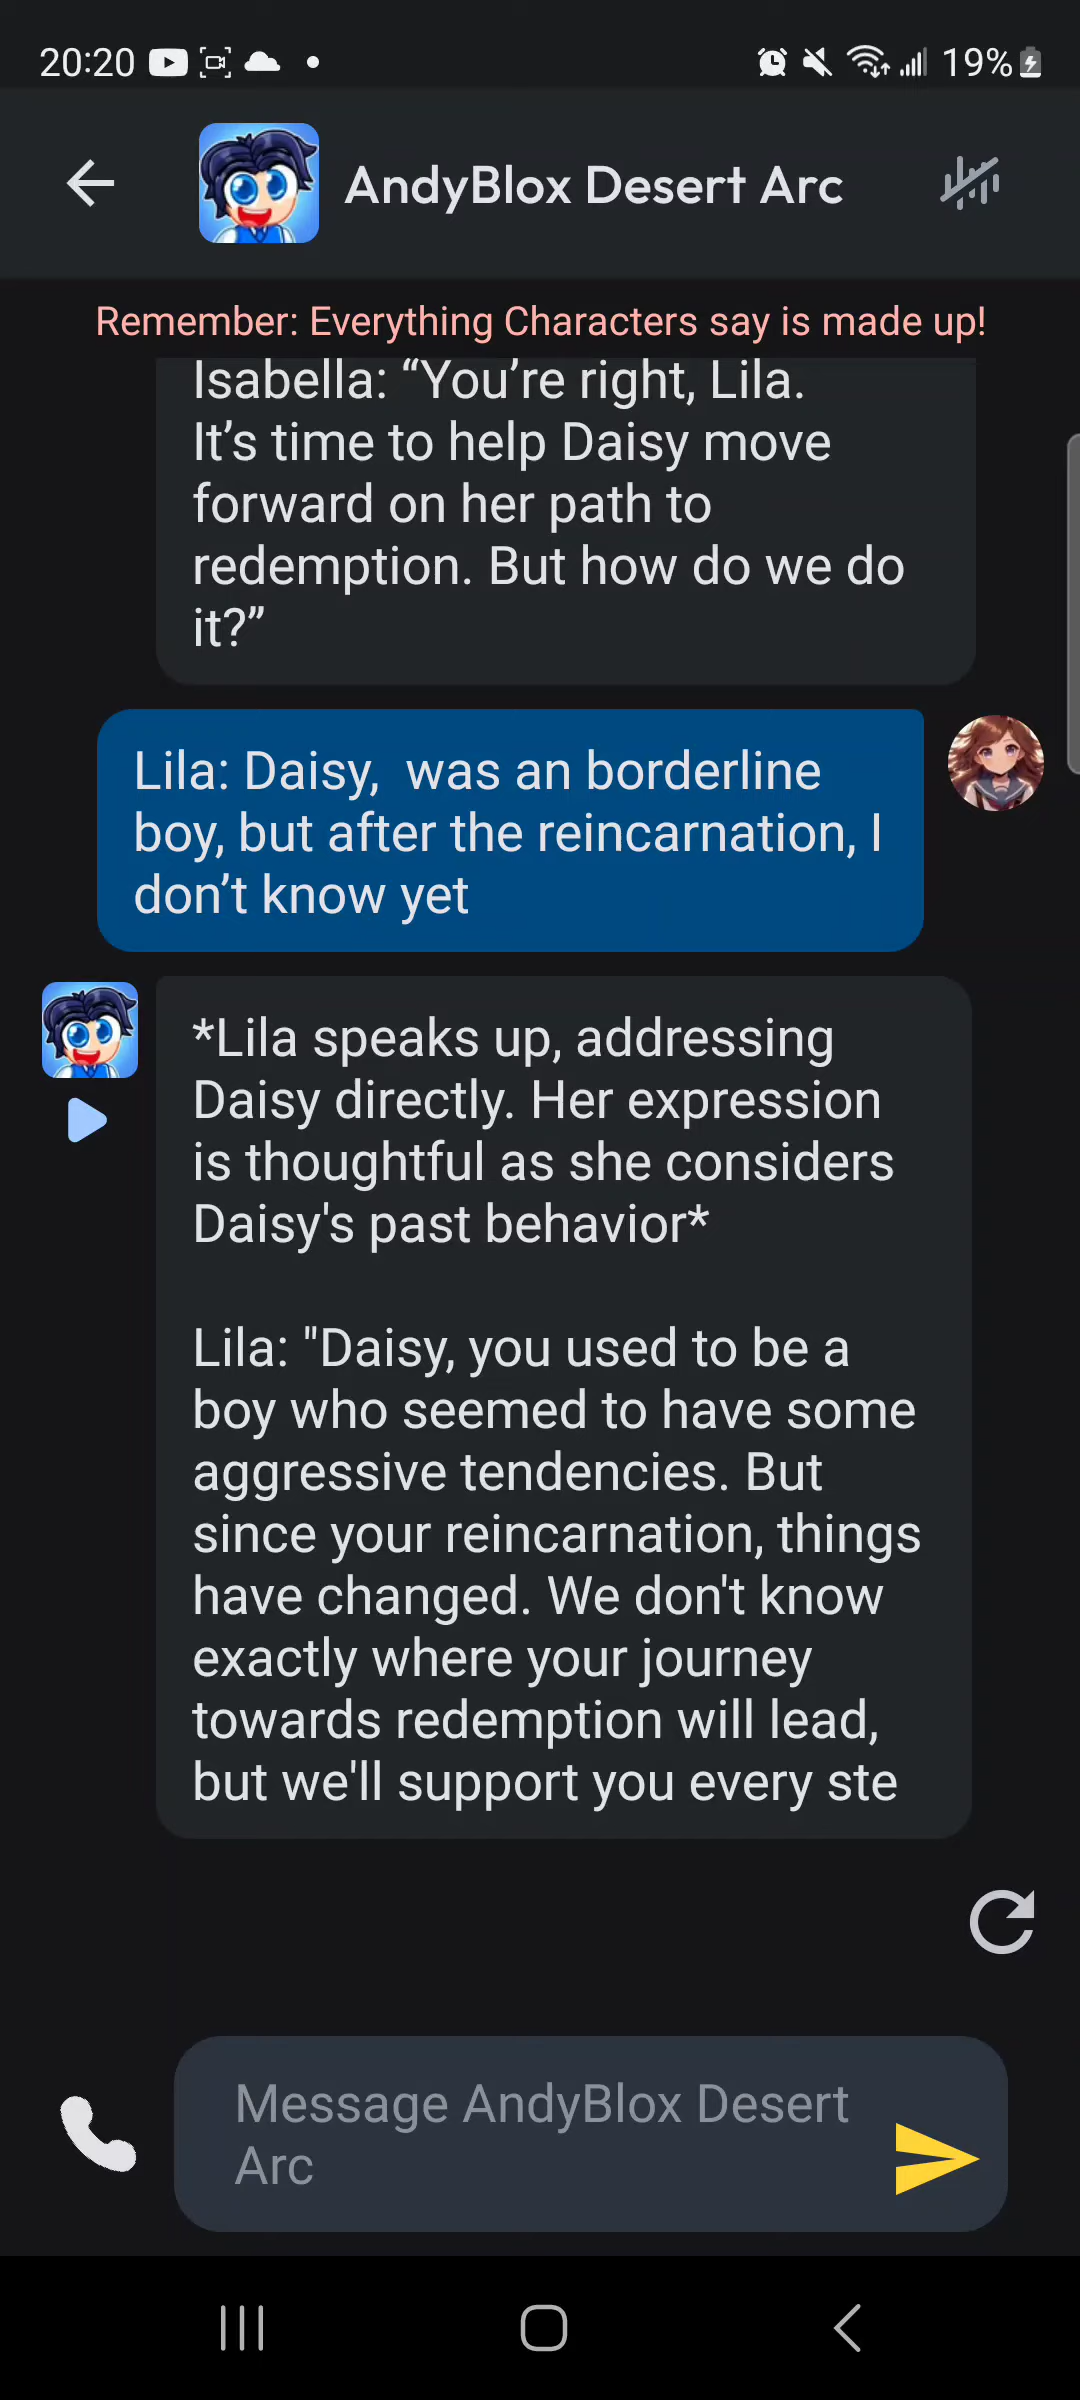 20:20
19%
AndyBlox Desert Arc
Remember: Everything Characters say is made up!
Isabella: “You’re right, Lila.
It’s time to help Daisy move
forward on her path to
redemption. But how do we do
it?”
Lila: Daisy,  was an borderline
boy, but after the reincarnation, I
don’t know yet
*Lila speaks up, addressing
Daisy directly. Her expression
is thoughtful as she considers
Daisy's past behavior*
Lila: "Daisy, you used to be a
boy who seemed to have some
aggressive tendencies. But
since your reincarnation, things
have changed. We don't know
exactly where your journey
towards redemption will lead,
but we'll support you every ste
Message AndyBlox Desert
Arc